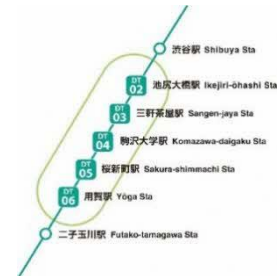 渋谷駅 Shibuya Sta
DT 02 池尻大橋駅 Ikejiri-ōhashi Sta
DT 03 三軒茶屋駅 Sangen-jaya Sta
DT 04 駒沢大学駅 Komazawa-daigaku Sta
DT 05 桜新町駅 Sakura-shimmachi Sta
DT 06 用賀駅 Yōga Sta
二子玉川駅 Futako-tamagawa Sta